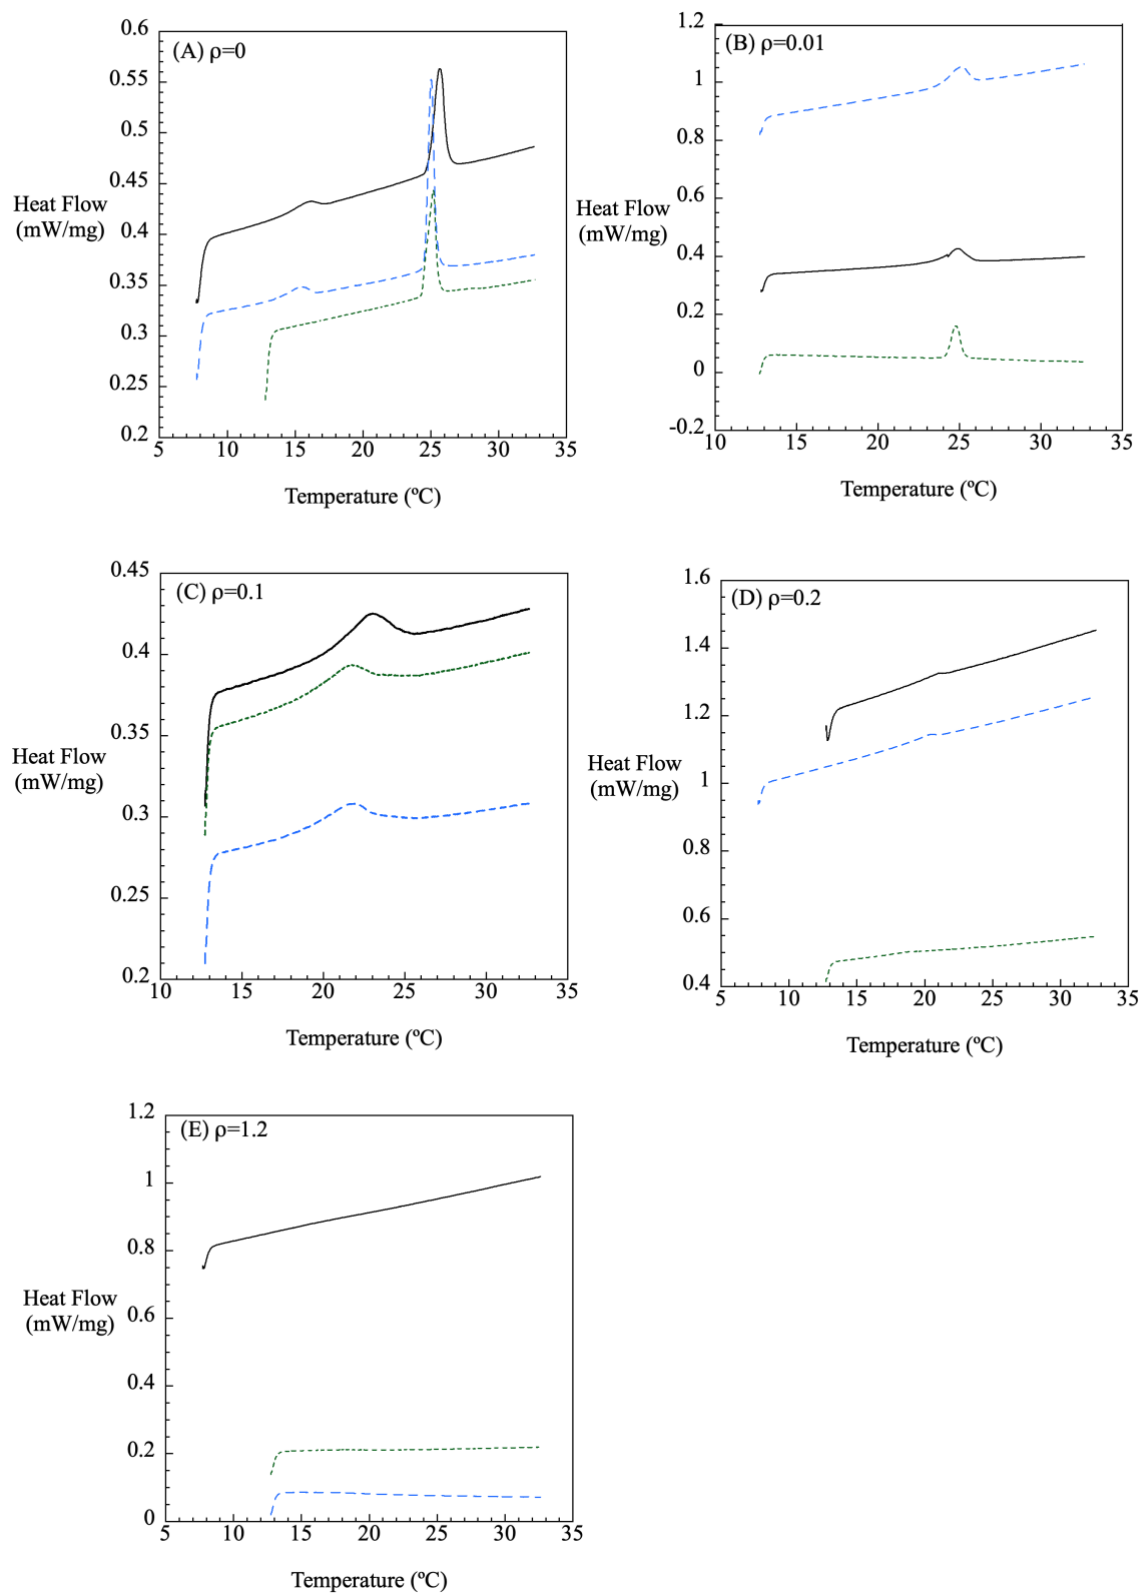 (A) ρ=0
0.6
0.55
0.5
0.45
0.4
0.35
0.3
0.25
0.2
Heat Flow
(mW/mg)
5 10 15 20 25 30 35
Temperature (ºC)
(B) ρ=0.01
1.2
1
0.8
0.6
0.4
0.2
0
-0.2
Heat Flow
(mW/mg)
10 15 20 25 30 35
Temperature (ºC)
(C) ρ=0.1
0.45
0.4
0.35
0.3
0.25
0.2
Heat Flow
(mW/mg)
10 15 20 25 30 35
Temperature (ºC)
(D) ρ=0.2
1.6
1.4
1.2
1
0.8
0.6
0.4
Heat Flow
(mW/mg)
5 10 15 20 25 30 35
Temperature (ºC)
(E) ρ=1.2
1.2
1
0.8
0.6
0.4
0.2
0
Heat Flow
(mW/mg)
5 10 15 20 25 30 35
Temperature (ºC)